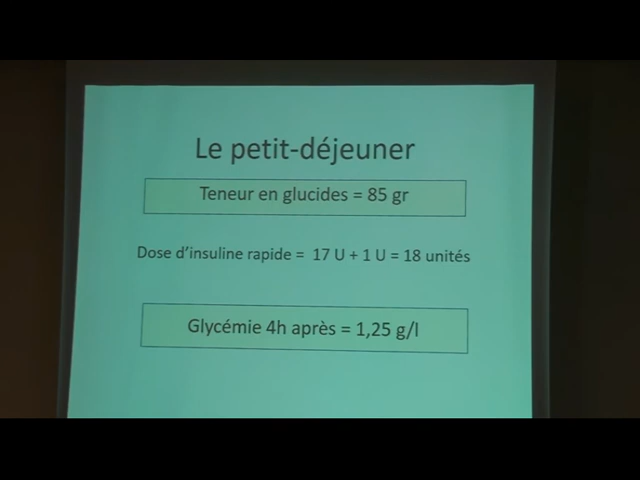 Le petit-déjeuner
Teneur en glucides = 85 gr
Dose d’insuline rapide = 17 U + 1 U = 18 unités
Glycémie 4h après = 1,25 g/l